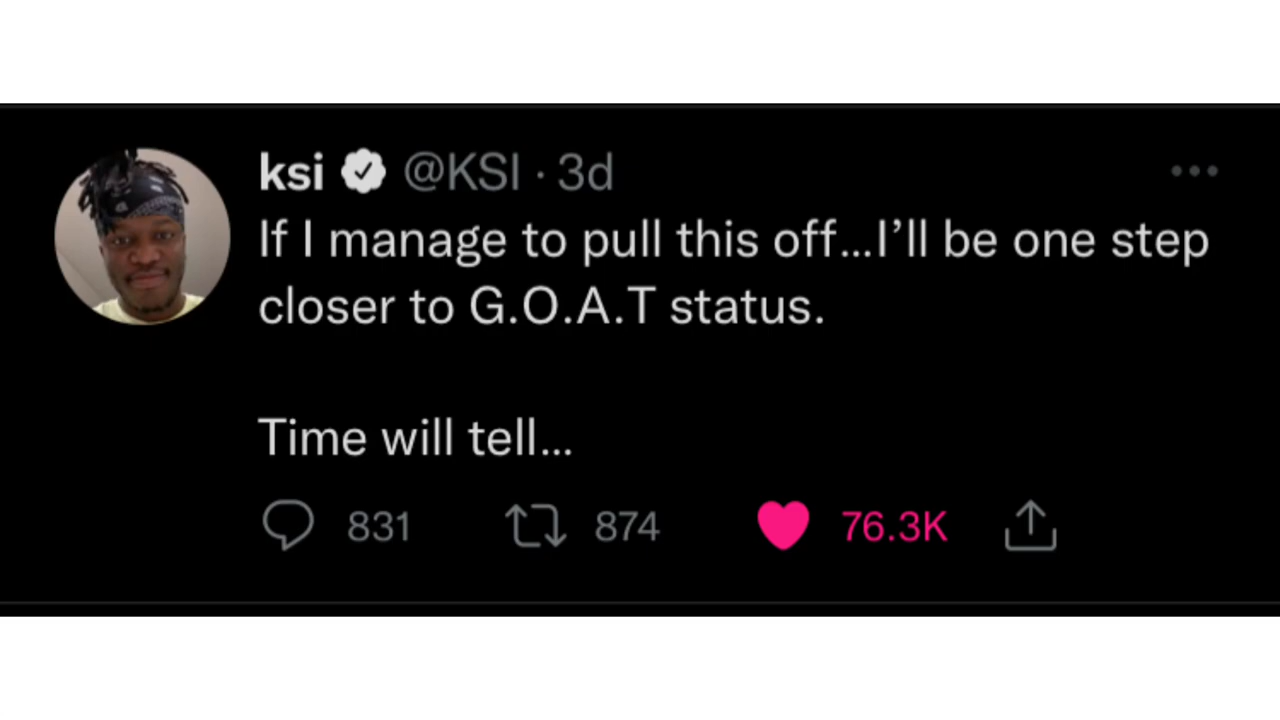 ksi @KSI · 3d
If I manage to pull this off...I’ll be one step
closer to G.O.A.T status.
Time will tell...
831 874 76.3K